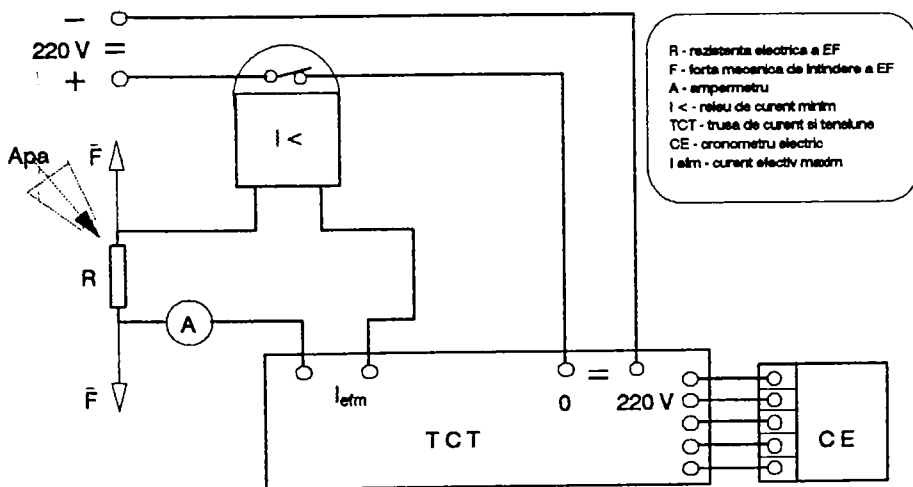 −
220 V =
+
R - rezistenta electrica a EF
F - forta mecanica de intindere a EF
A - ampermetru
I < - releu de curent minim
TCT - trusa de curent si tensiune
CE - cronometru electric
I efm - curent efectiv maxim
I <
Apa
F̄
R
A
F̄
I efm
0
=
220 V
TCT
CE